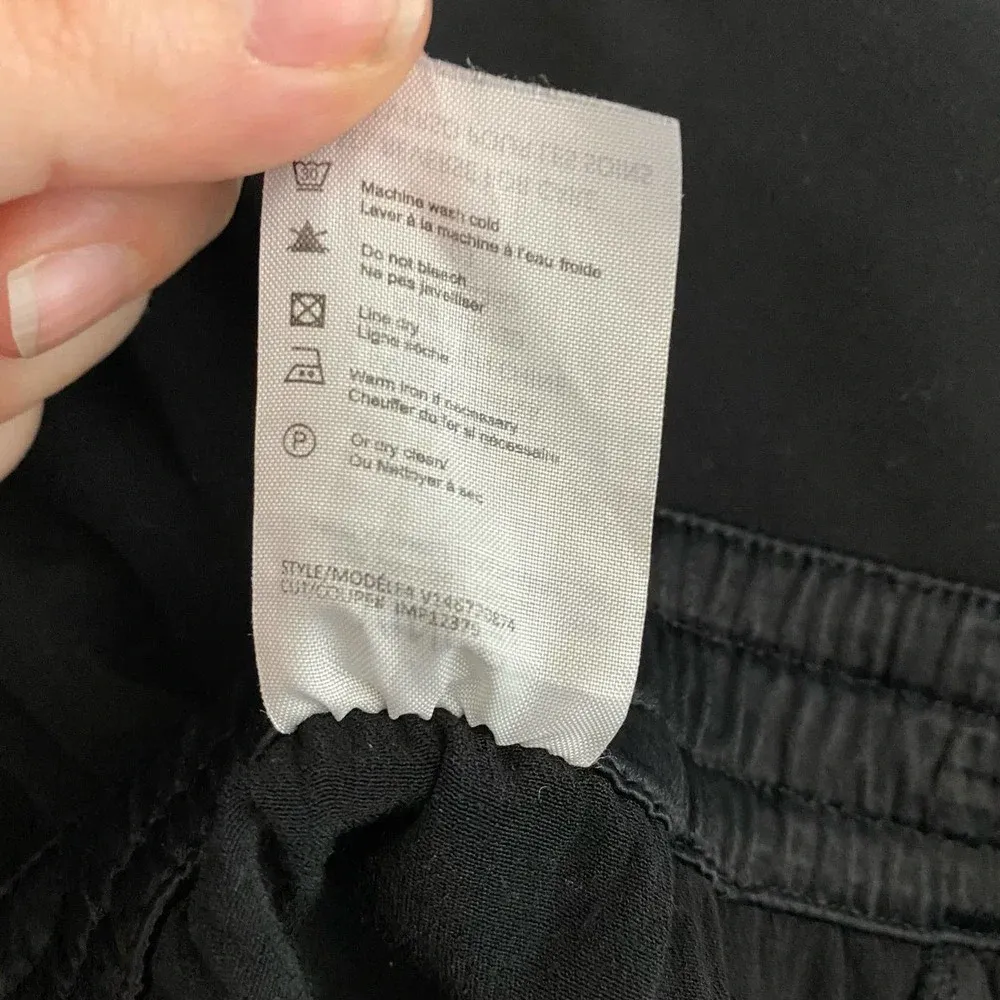 30
Machine wash cold
Laver à la machine à l'eau froide
Do not bleach
Ne pas javelliser
Line dry
Ligne sèche
Warm iron if necessary/
Chauffer du fer si nécessaire
P
Or dry clean/
Ou Nettoyer à sec
STYLE/MODÈLE#
CUT/COUPE#